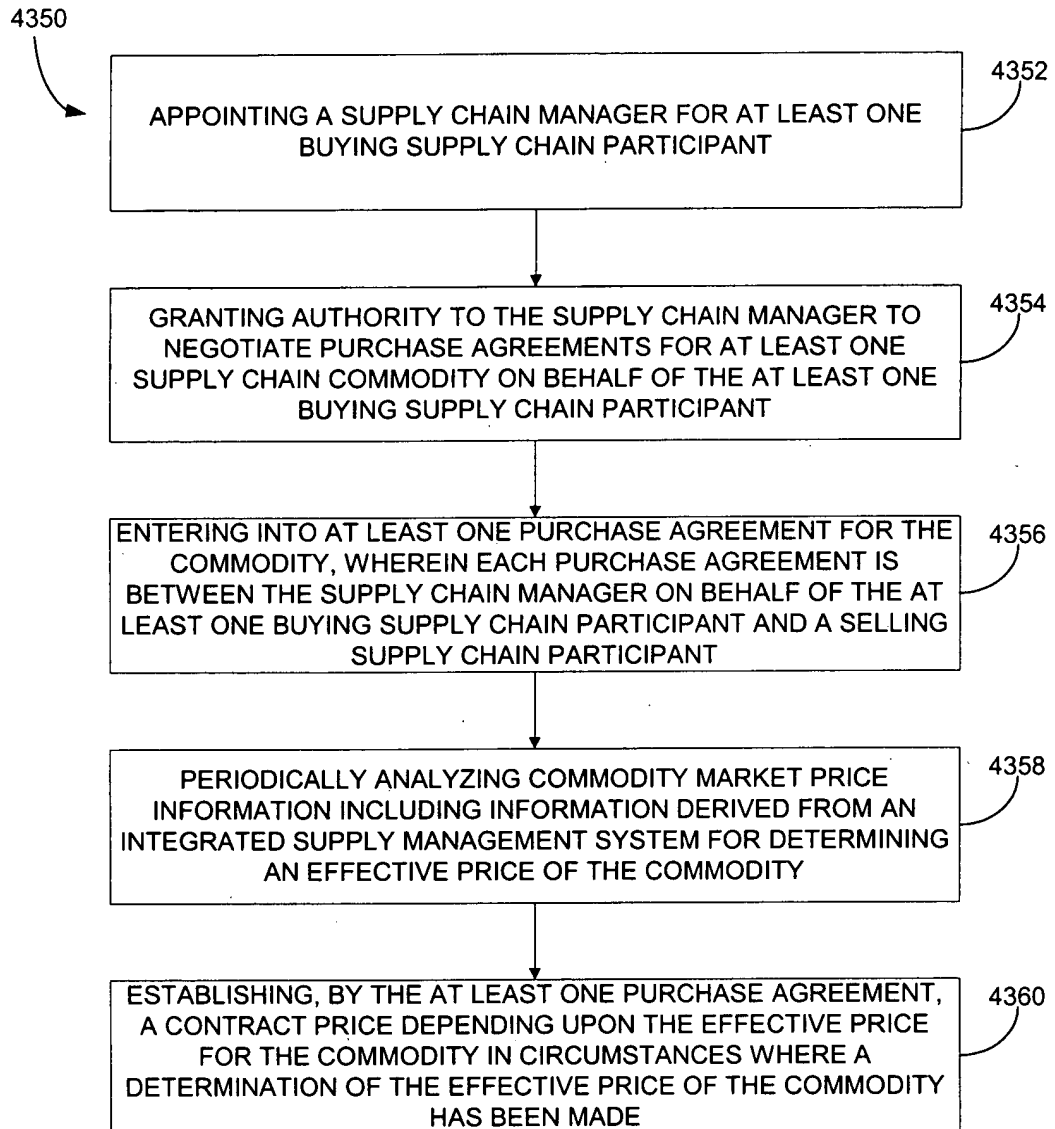 4350
APPOINTING A SUPPLY CHAIN MANAGER FOR AT LEAST ONE
BUYING SUPPLY CHAIN PARTICIPANT
4352
GRANTING AUTHORITY TO THE SUPPLY CHAIN MANAGER TO
NEGOTIATE PURCHASE AGREEMENTS FOR AT LEAST ONE
SUPPLY CHAIN COMMODITY ON BEHALF OF THE AT LEAST ONE
BUYING SUPPLY CHAIN PARTICIPANT
4354
ENTERING INTO AT LEAST ONE PURCHASE AGREEMENT FOR THE
COMMODITY, WHEREIN EACH PURCHASE AGREEMENT IS
BETWEEN THE SUPPLY CHAIN MANAGER ON BEHALF OF THE AT
LEAST ONE BUYING SUPPLY CHAIN PARTICIPANT AND A SELLING
SUPPLY CHAIN PARTICIPANT
4356
PERIODICALLY ANALYZING COMMODITY MARKET PRICE
INFORMATION INCLUDING INFORMATION DERIVED FROM AN
INTEGRATED SUPPLY MANAGEMENT SYSTEM FOR DETERMINING
AN EFFECTIVE PRICE OF THE COMMODITY
4358
ESTABLISHING, BY THE AT LEAST ONE PURCHASE AGREEMENT,
A CONTRACT PRICE DEPENDING UPON THE EFFECTIVE PRICE
FOR THE COMMODITY IN CIRCUMSTANCES WHERE A
DETERMINATION OF THE EFFECTIVE PRICE OF THE COMMODITY
HAS BEEN MADE
4360